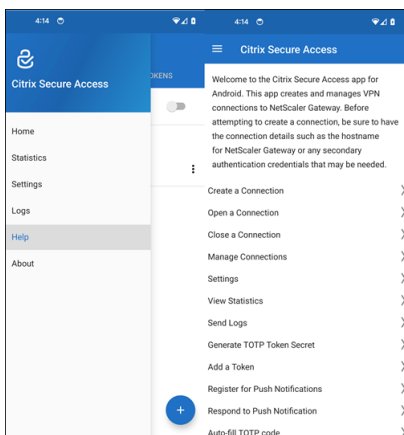 4:14
Citrix Secure Access
OKENS
Home
Statistics
Settings
Logs
Help
About
+
4:14
Citrix Secure Access
Welcome to the Citrix Secure Access app for
Android. This app creates and manages VPN
connections to NetScaler Gateway. Before
attempting to create a connection, be sure to have
the connection details such as the hostname
for NetScaler Gateway or any secondary
authentication credentials that may be needed.
Create a Connection
Open a Connection
Close a Connection
Manage Connections
Settings
View Statistics
Send Logs
Generate TOTP Token Secret
Add a Token
Register for Push Notifications
Respond to Push Notification
Auto-fill TOTP code